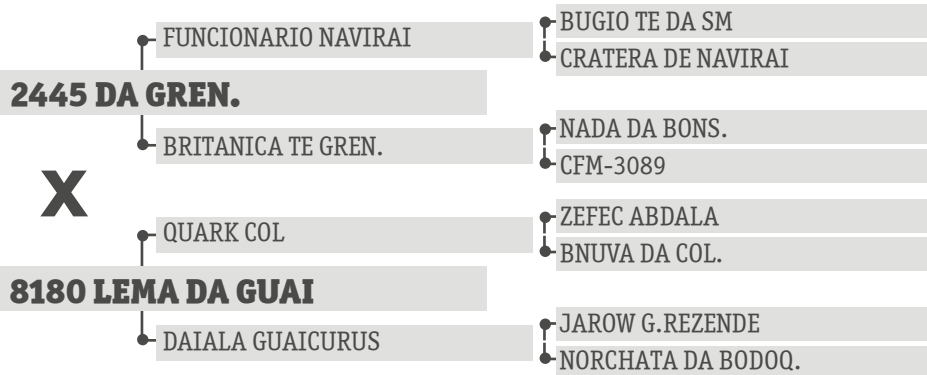 BUGIO TE DA SM
FUNCIONARIO NAVIRAI
CRATERA DE NAVIRAI
2445 DA GREN.
NADA DA BONS.
BRITANICA TE GREN.
CFM-3089
X
ZEFEC ABDALA
QUARK COL
BNUVA DA COL.
8180 LEMA DA GUAI
JAROW G.REZENDE
DAIALA GUAICURUS
NORCHATA DA BODOQ.